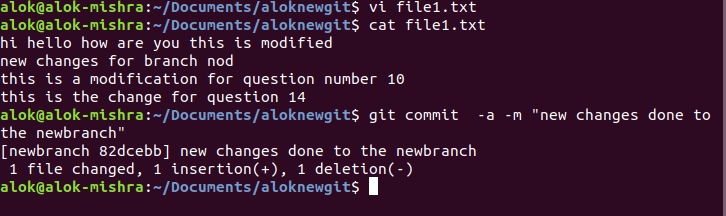 alok@alok-mishra:~/Documents/aloknewgit$ vi file1.txt
alok@alok-mishra:~/Documents/aloknewgit$ cat file1.txt
hi hello how are you this is modified
new changes for branch nod
this is a modification for question number 10
this is the change for question 14
alok@alok-mishra:~/Documents/aloknewgit$ git commit  -a -m "new changes done to
the newbranch"
[newbranch 82dcebb] new changes done to the newbranch
 1 file changed, 1 insertion(+), 1 deletion(-)
alok@alok-mishra:~/Documents/aloknewgit$